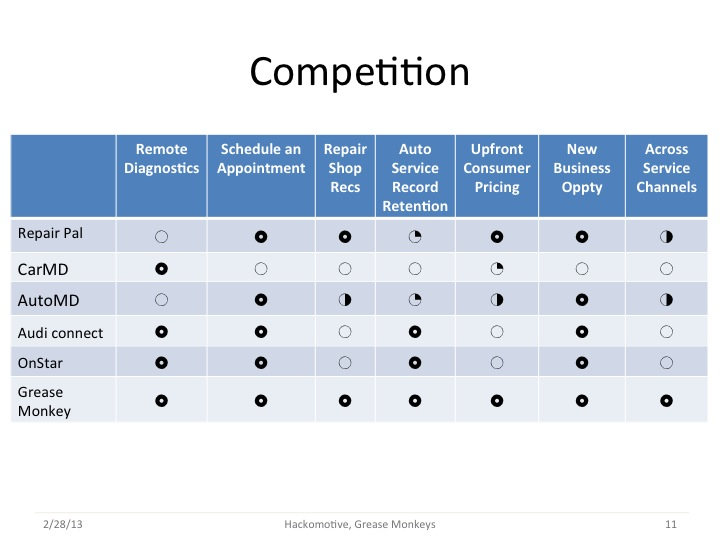 Competition
Remote
Diagnostics
Schedule an
Appointment
Repair
Shop
Recs
Auto
Service
Record
Retention
Upfront
Consumer
Pricing
New
Business
Oppty
Across
Service
Channels
Repair Pal
CarMD
AutoMD
Audi connect
OnStar
Grease
Monkey
2/28/13
Hackomotive, Grease Monkeys
11